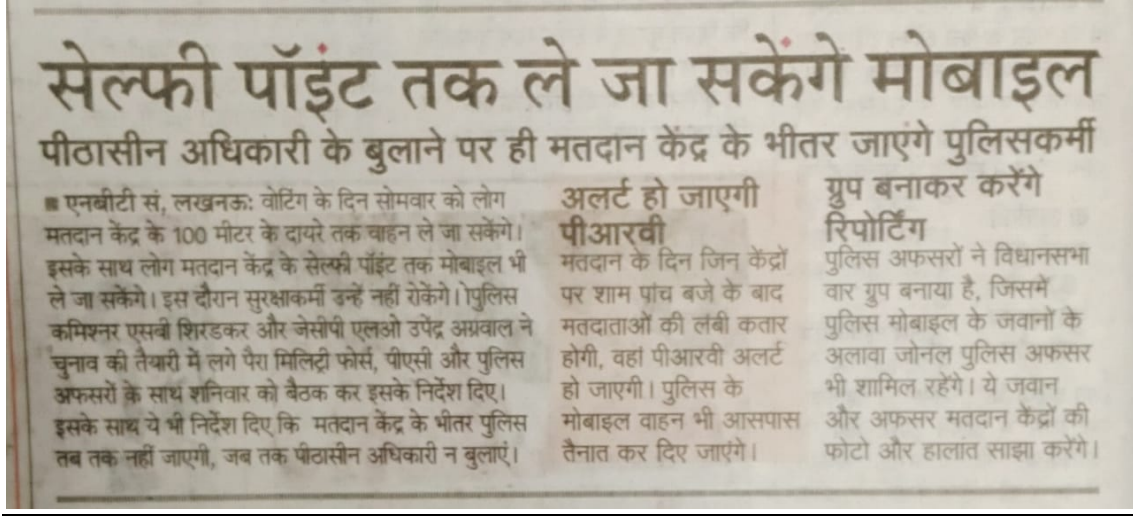 सेल्फी पॉइंट तक ले जा सकेंगे मोबाइल
पीठासीन अधिकारी के बुलाने पर ही मतदान केंद्र के भीतर जाएंगे पुलिसकर्मी
■ एनबीटी सं, लखनऊ: वोटिंग के दिन सोमवार को लोग
मतदान केंद्र के 100 मीटर के दायरे तक वाहन ले जा सकेंगे।
इसके साथ लोग मतदान केंद्र के सेल्फी पॉइंट तक मोबाइल भी
ले जा सकेंगे। इस दौरान सुरक्षाकर्मी उन्हें नहीं रोकेंगे।पुलिस
कमिश्नर एसबी शिरडकर और जेसीपी एलओ उपेंद्र अग्रवाल ने
चुनाव की तैयारी में लगे पैरा मिलिट्री फोर्स, पीएसी और पुलिस
अफसरों के साथ शनिवार को बैठक कर इसके निर्देश दिए।
इसके साथ ये भी निर्देश दिए कि मतदान केंद्र के भीतर पुलिस
तब तक नहीं जाएगी, जब तक पीठासीन अधिकारी न बुलाएं।
अलर्ट हो जाएगी
पीआरवी
मतदान के दिन जिन केंद्रों
पर शाम पांच बजे के बाद
मतदाताओं की लंबी कतार
होगी, वहां पीआरवी अलर्ट
हो जाएगी। पुलिस के
मोबाइल वाहन भी आसपास
तैनात कर दिए जाएंगे।
ग्रुप बनाकर करेंगे
रिपोर्टिंग
पुलिस अफसरों ने विधानसभा
वार ग्रुप बनाया है, जिसमें
पुलिस मोबाइल के जवानों के
अलावा जोनल पुलिस अफसर
भी शामिल रहेंगे। ये जवान
और अफसर मतदान केंद्रों की
फोटो और हालात साझा करेंगे।